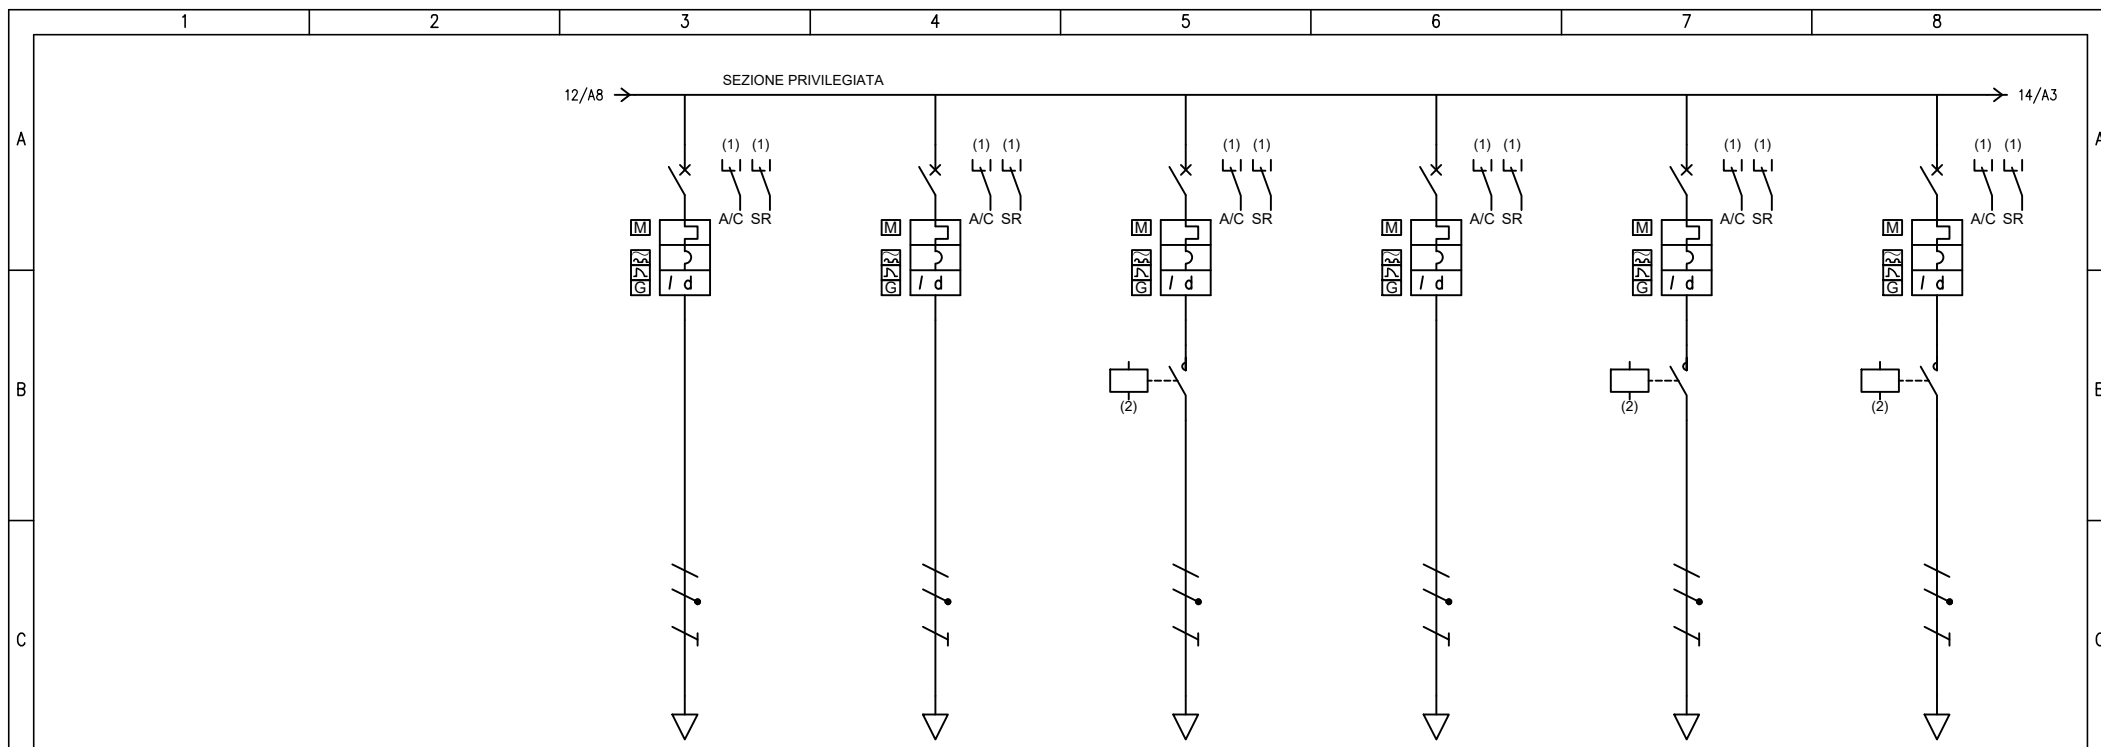 1 2 3 4 5 6 7 8
SEZIONE PRIVILEGIATA
12/A8 14/A3
A A
(1) (1) (1) (1) (1) (1) (1) (1) (1) (1) (1) (1)
A/C SR A/C SR A/C SR A/C SR A/C SR A/C SR
M M M M M M
G I d G I d G I d G I d G I d G I d
B B
(2) (2) (2)
C C